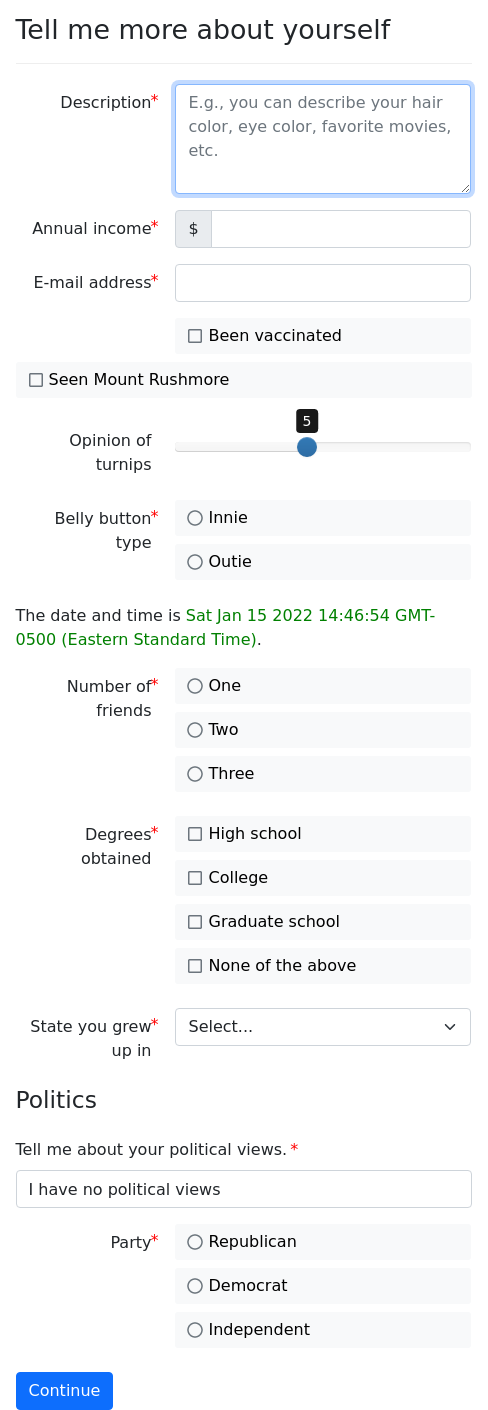 Tell me more about yourself
Description*
E.g., you can describe your hair
color, eye color, favorite movies,
etc.
Annual income*
$
E-mail address*
Been vaccinated
Seen Mount Rushmore
5
Opinion of
turnips
Belly button*
type
Innie
Outie
The date and time is Sat Jan 15 2022 14:46:54 GMT-
0500 (Eastern Standard Time).
Number of*
friends
One
Two
Three
Degrees*
obtained
High school
College
Graduate school
None of the above
State you grew*
up in
Select...
Politics
Tell me about your political views. *
I have no political views
Party*
Republican
Democrat
Independent
Continue